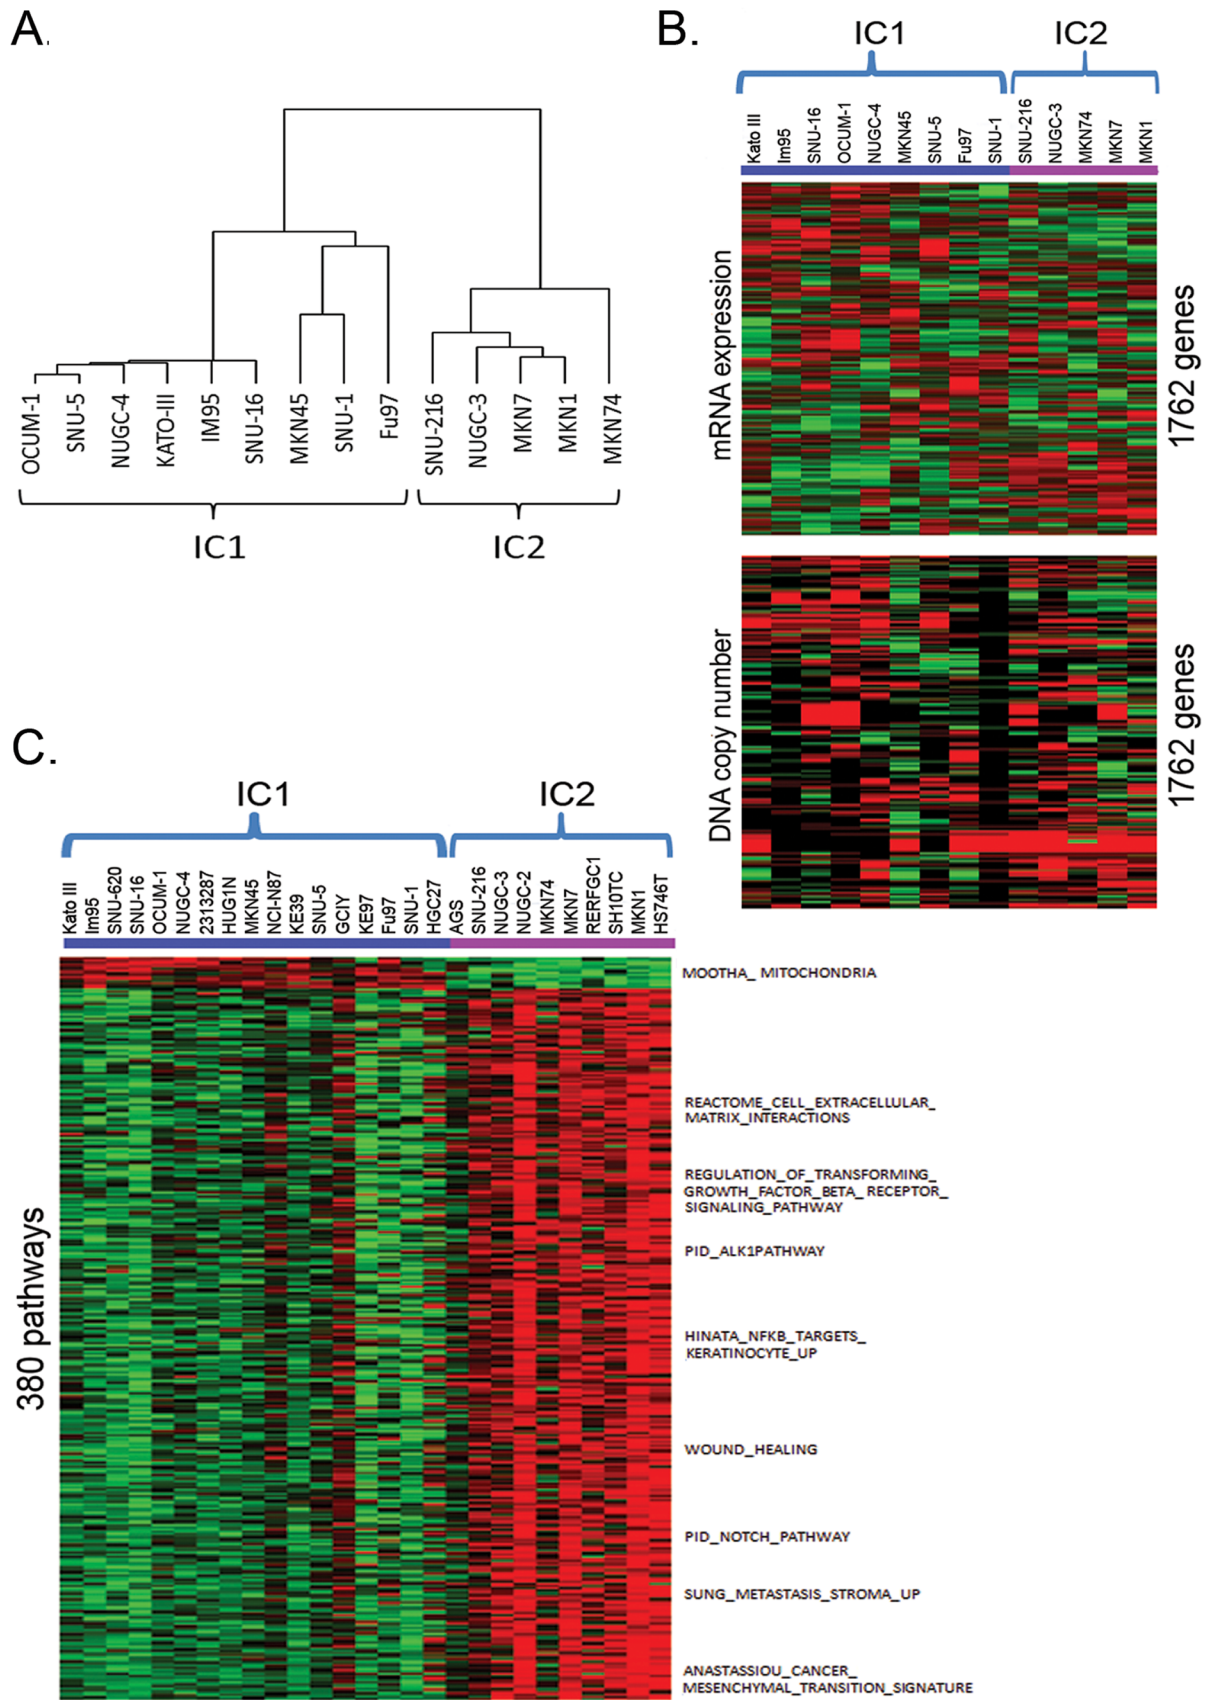 A.
OCUM-1
SNU-5
NUGC-4
KATO-III
IM95
SNU-16
MKN45
SNU-1
Fu97
SNU-216
NUGC-3
MKN7
MKN1
MKN74
IC1
IC2
B.
IC1
IC2
Kato III
Im95
SNU-16
OCUM-1
NUGC-4
MKN45
SNU-5
Fu97
SNU-1
SNU-216
NUGC-3
MKN74
MKN7
MKN1
mRNA expression
1762 genes
DNA copy number
1762 genes
C.
IC1
IC2
Kato III
Im95
SNU-620
SNU-16
OCUM-1
NUGC-4
2313287
HUG1N
MKN45
NCI-N87
KE39
SNU-5
GCIY
KE97
Fu97
SNU-1
HGC27
AGS
SNU-216
NUGC-3
NUGC-2
MKN74
MKN7
RERFGC1
SH10TC
MKN1
HS746T
380 pathways
MOOTHA_ MITOCHONDRIA
REACTOME_CELL_EXTRACELLULAR_
MATRIX_INTERACTIONS
REGULATION_OF_TRANSFORMING_
GROWTH_FACTOR_BETA_ RECEPTOR_
SIGNALING_PATHWAY
PID_ALK1PATHWAY
HINATA_NFKB_TARGETS_
KERATINOCYTE_UP
WOUND_HEALING
PID_NOTCH_PATHWAY
SUNG_METASTASIS_STROMA_UP
ANASTASSIOU_CANCER_
MESENCHYMAL_TRANSITION_SIGNATURE